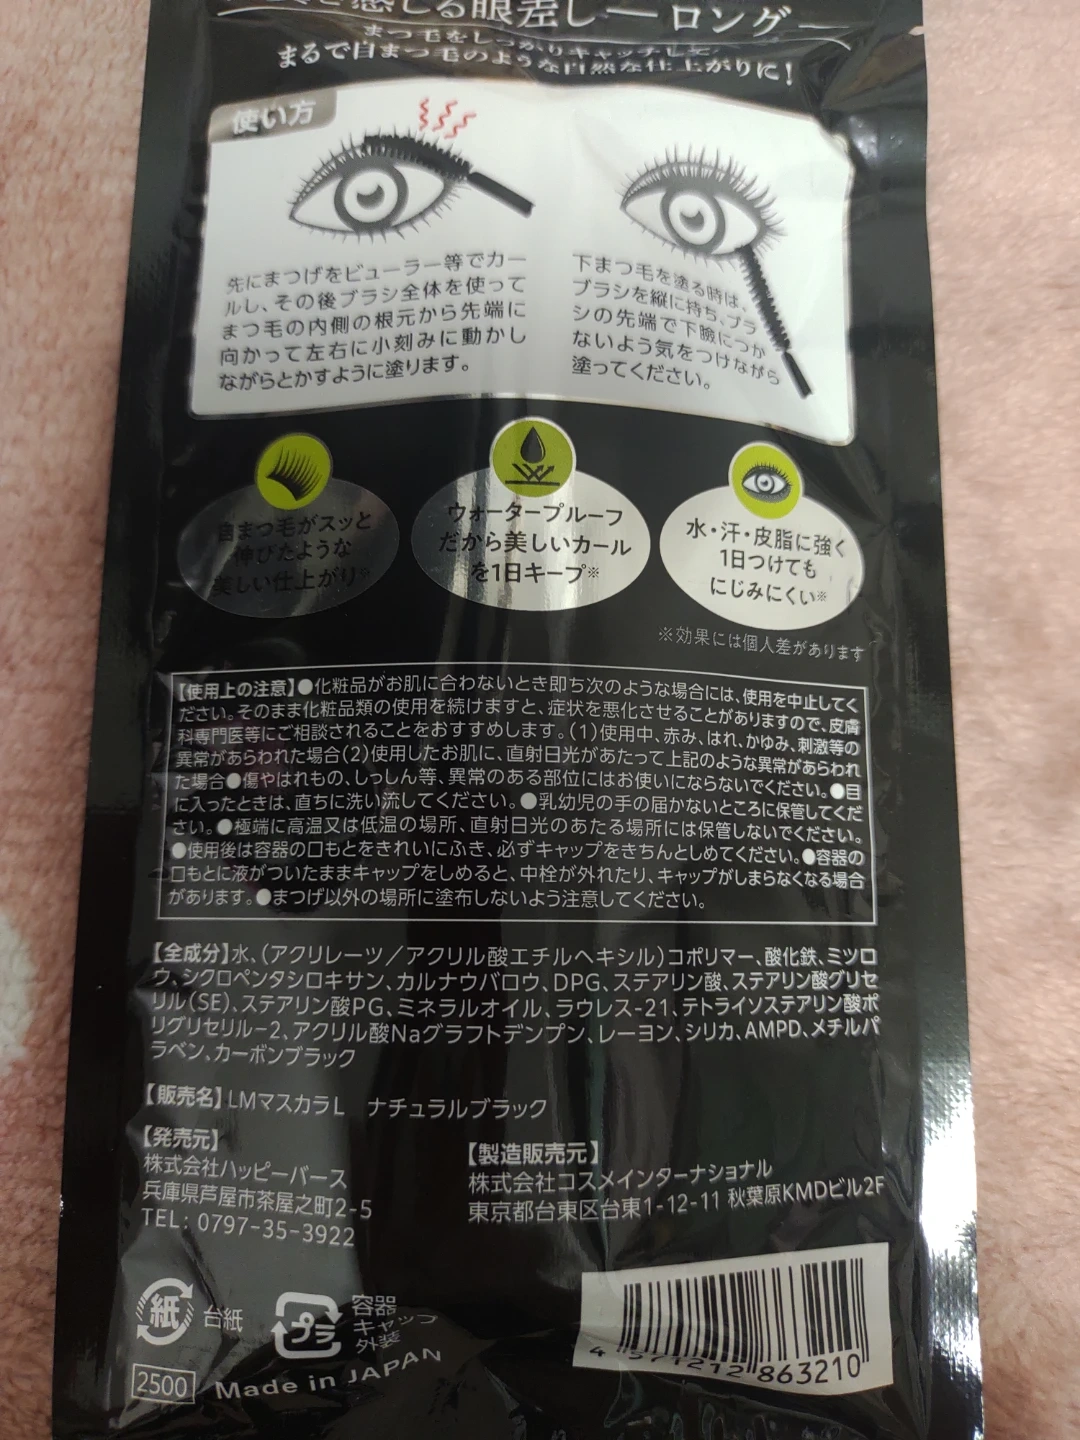 感じる眼差し ー ロング ー
まつ毛をしっかりキャッチして、
まるで自まつ毛のような自然な仕上がりに!
使い方
先にまつげをビューラー等でカー
ルし、その後ブラシ全体を使って
まつ毛の内側の根元から先端に
向かって左右に小刻みに動かし
ながらとかすように塗ります。
下まつ毛を塗る時は、
ブラシを縦に持ち、ブラ
シの先端で下瞼につか
ないよう気をつけながら
塗ってください。
自まつ毛がスッと
伸びたような
美しい仕上がり※
ウォータープルーフ
だから美しいカール
を1日キープ※
水・汗・皮脂に強く
1日つけても
にじみにくい※
※効果には個人差があります
【使用上の注意】●化粧品がお肌に合わないとき即ち次のような場合には、使用を中止してく
ださい。そのまま化粧品類の使用を続けますと、症状を悪化させることがありますので、皮膚
科専門医等にご相談されることをおすすめします。(1)使用中、赤み、はれ、かゆみ、刺激等の
異常があらわれた場合(2)使用したお肌に、直射日光があたって上記のような異常があらわれ
た場合●傷やはれもの、しっしん等、異常のある部位にはお使いにならないでください。●目
に入ったときは、直ちに洗い流してください。●乳幼児の手の届かないところに保管してくだ
さい。●極端に高温又は低温の場所、直射日光のあたる場所には保管しないでください。
●使用後は容器の口もとをきれいにふき、必ずキャップをきちんとしめてください。●容器の
口もとに液がついたままキャップをしめると、中栓が外れたり、キャップがしまらなくなる場合
があります。●まつげ以外の場所に塗布しないよう注意してください。
【全成分】水、(アクリレーツ/アクリル酸エチルヘキシル)コポリマー、酸化鉄、ミツロ
ウ、シクロペンタシロキサン、カルナウバロウ、DPG、ステアリン酸、ステアリン酸グリセ
リル(SE)、ステアリン酸PG、ミネラルオイル、ラウレス-21、テトライソステアリン酸ポ
リグリセリル-2、アクリル酸Naグラフトデンプン、レーヨン、シリカ、AMPD、メチルパ
ラベン、カーボンブラック
【販売名】LMマスカラL ナチュラルブラック
【発売元】
株式会社ハッピーバース
兵庫県芦屋市茶屋之町2-5
TEL: 0797-35-3922
【製造販売元】
株式会社コスメインターナショナル
東京都台東区台東1-12-11 秋葉原KMDビル2F
紙 台紙
プラ
容器
キャップ
外装
2500 Made in JAPAN
4 571212 863210